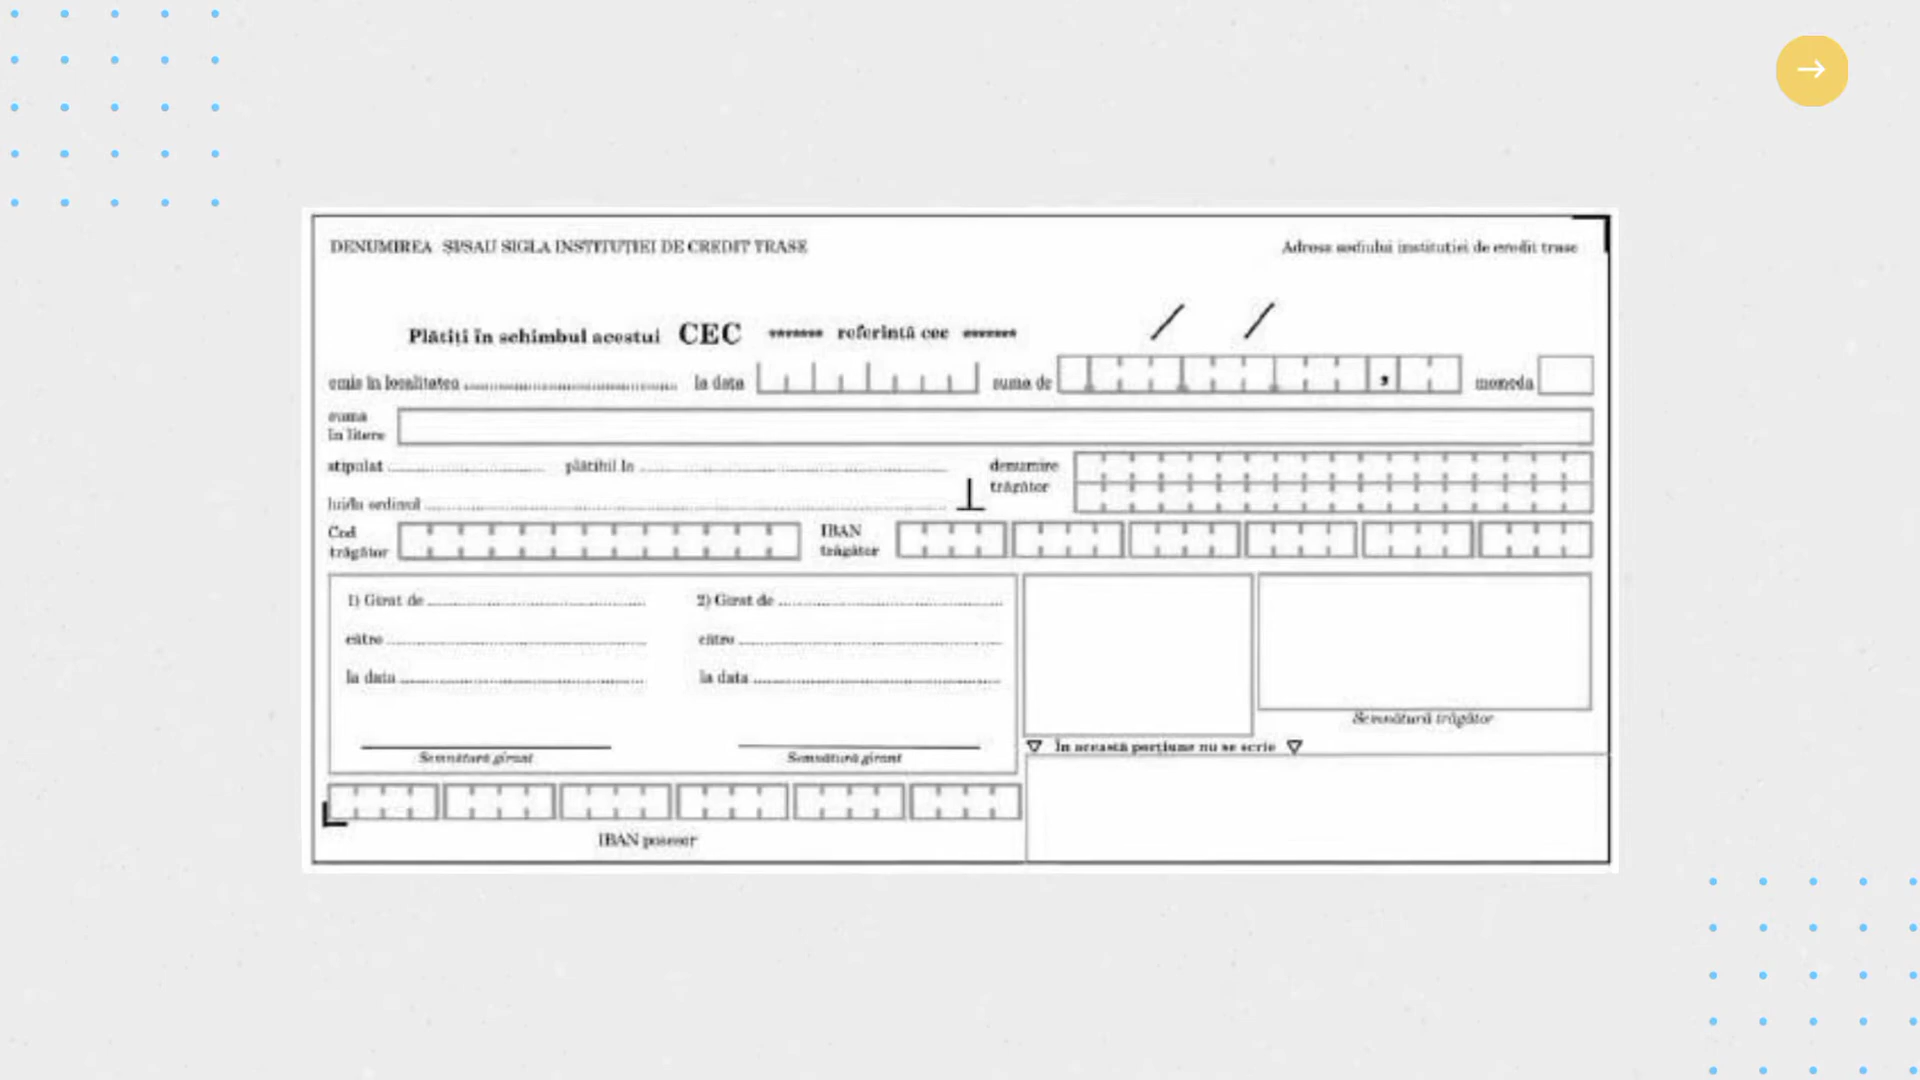 DENUMIREA SI/SAU SIGLA INSTITUȚIEI DE CREDIT TRASE
Adresa sediului instituției de credit trase
Plătiți în schimbul acestui CEC ******* referință cec *******
emis în localitatea la data suma de , moneda
suma
în litere
stipulat plătibil la
denumire
trăgător
lui/la ordinul
Cod
trăgător
IBAN
trăgător
1) Girat de
către
la data
Semnătură girant
2) Girat de
către
la data
Semnătură girant
Semnătură trăgător
În această porțiune nu se scrie
IBAN posesor